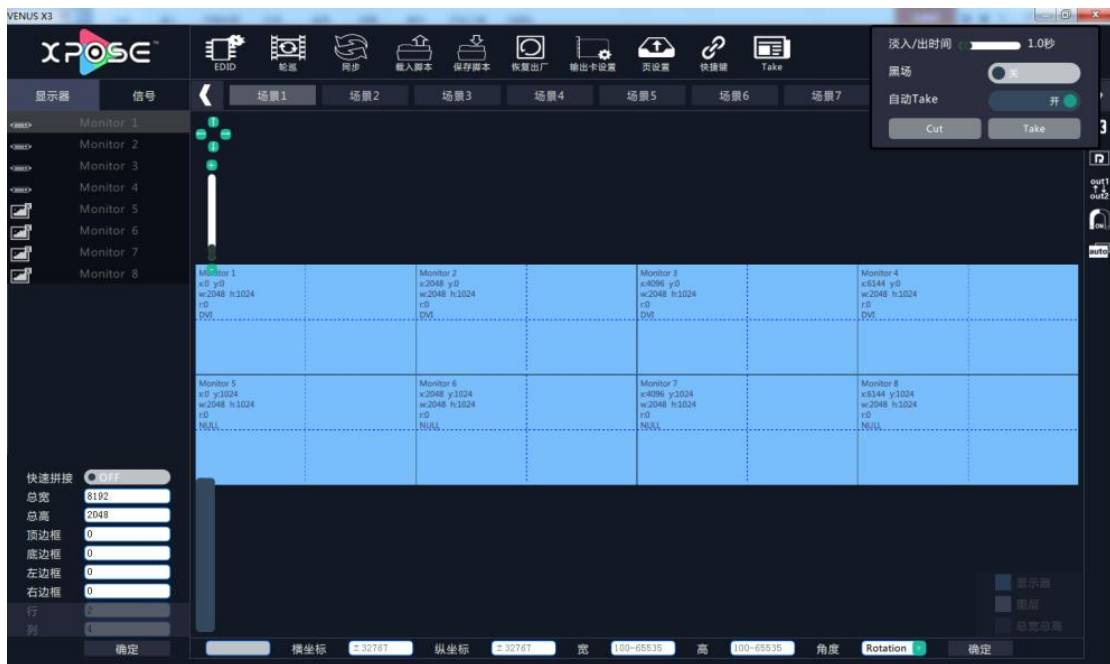 VENUS X3
XPOSE™
EDID
轮巡
同步
载入脚本
保存脚本
恢复出厂
输出卡设置
页设置
快捷键
Take
淡入/出时间 1.0秒
黑场 关
自动Take 开
Cut Take
显示器 信号
场景1 场景2 场景3 场景4 场景5 场景6 场景7
Monitor 1
Monitor 2
Monitor 3
Monitor 4
Monitor 5
Monitor 6
Monitor 7
Monitor 8
3
out1
out2
ON
auto
Monitor 1
x:0 y:0
w:2048 h:1024
r:0
DVI
Monitor 2
x:2048 y:0
w:2048 h:1024
r:0
DVI
Monitor 3
x:4096 y:0
w:2048 h:1024
r:0
DVI
Monitor 4
x:6144 y:0
w:2048 h:1024
r:0
DVI
Monitor 5
x:0 y:1024
w:2048 h:1024
r:0
NULL
Monitor 6
x:2048 y:1024
w:2048 h:1024
r:0
NULL
Monitor 7
x:4096 y:1024
w:2048 h:1024
r:0
NULL
Monitor 8
x:6144 y:1024
w:2048 h:1024
r:0
NULL
快速拼接 OFF
总宽 8192
总高 2048
顶边框 0
底边框 0
左边框 0
右边框 0
行 2
列 4
确定
显示器
图层
总宽总高
横坐标 ±32767 纵坐标 ±32767 宽 100-65535 高 100-65535 角度 Rotation 确定